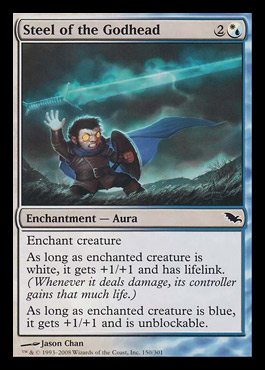 Steel of the Godhead 2
Enchantment — Aura
Enchant creature
As long as enchanted creature is
white, it gets +1/+1 and has lifelink.
(Whenever it deals damage, its controller
gains that much life.)
As long as enchanted creature is blue,
it gets +1/+1 and is unblockable.
Jason Chan
™ & © 1993-2008 Wizards of the Coast, Inc. 150/301